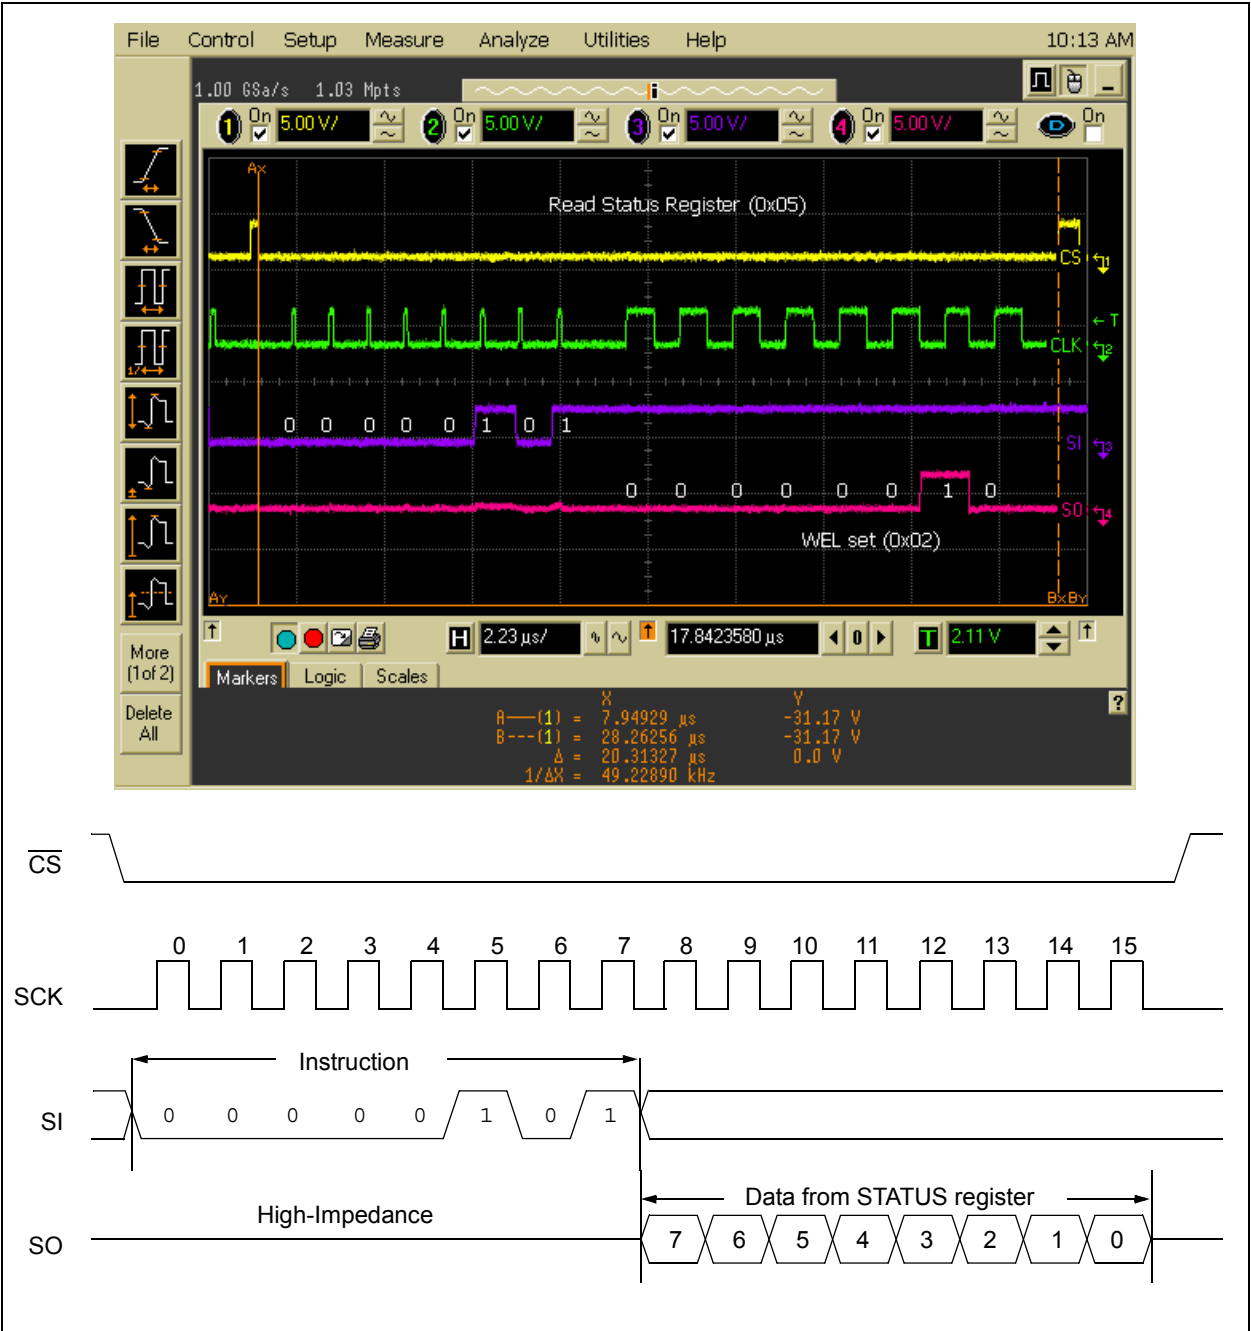 File Control Setup Measure Analyze Utilities Help 10:13 AM
1.00 GSa/s 1.03 Mpts
1 On 5.00 V/ 2 On 5.00 V/ 3 On 5.00 V/ 4 On 5.00 V/ D On
Ax
Read Status Register (0x05)
CS 1
T
CLK 2
0 0 0 0 0 1 0 1
SI 3
0 0 0 0 0 0 1 0
SO 4
WEL set (0x02)
Ay BxBy
More
(1of 2)
Delete
All
H 2.23 µs/ 17.8423580 µs 0 T 2.11 V
Markers Logic Scales
X Y
A——(1) = 7.94929 µs -31.17 V
B---(1) = 28.26256 µs -31.17 V
Δ = 20.31327 µs 0.0 V
1/ΔX = 49.22890 kHz
?
CS
0 1 2 3 4 5 6 7 8 9 10 11 12 13 14 15
SCK
Instruction
SI 0 0 0 0 0 1 0 1
Data from STATUS register
High-Impedance
SO 7 6 5 4 3 2 1 0